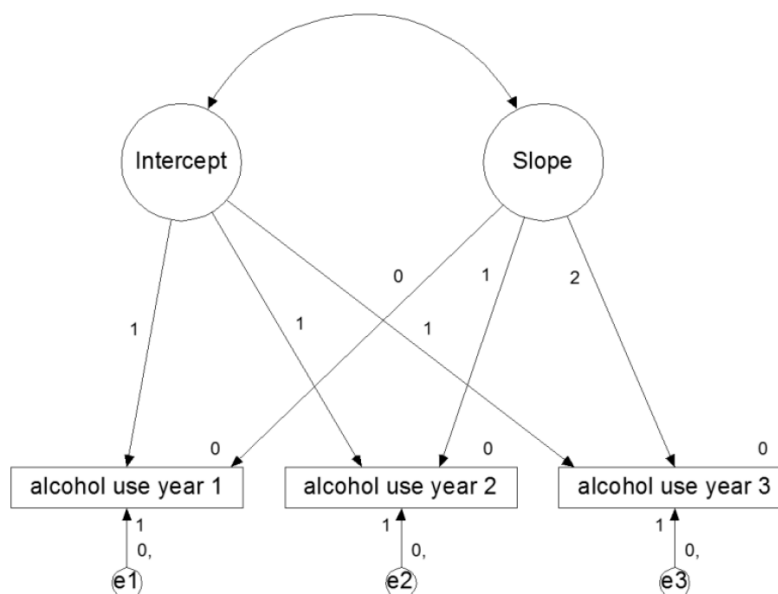 Intercept
Slope
0
1
2
1
1
1
0
0
0
alcohol use year 1
alcohol use year 2
alcohol use year 3
1
1
1
0,
0,
0,
e1
e2
e3